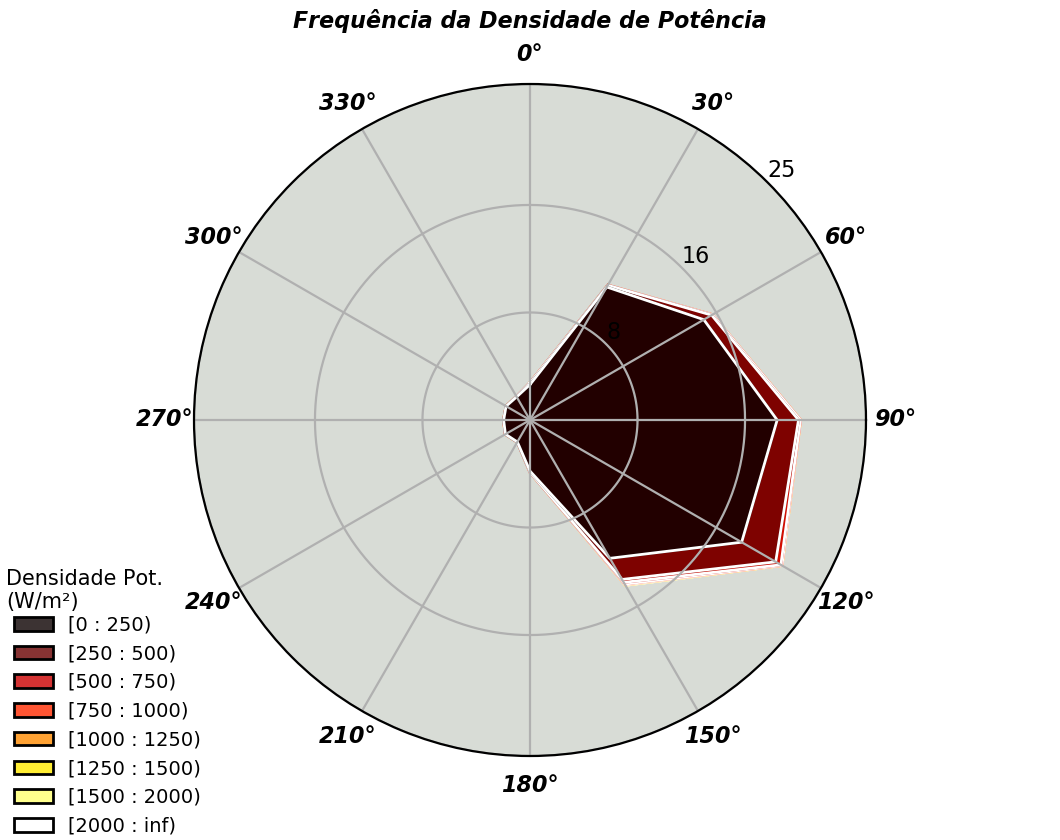 Frequência da Densidade de Potência
0°
330°
30°
25
300°
60°
16
8
270°
90°
240°
120°
210°
150°
180°
Densidade Pot.
(W/m²)
[0 : 250)
[250 : 500)
[500 : 750)
[750 : 1000)
[1000 : 1250)
[1250 : 1500)
[1500 : 2000)
[2000 : inf)